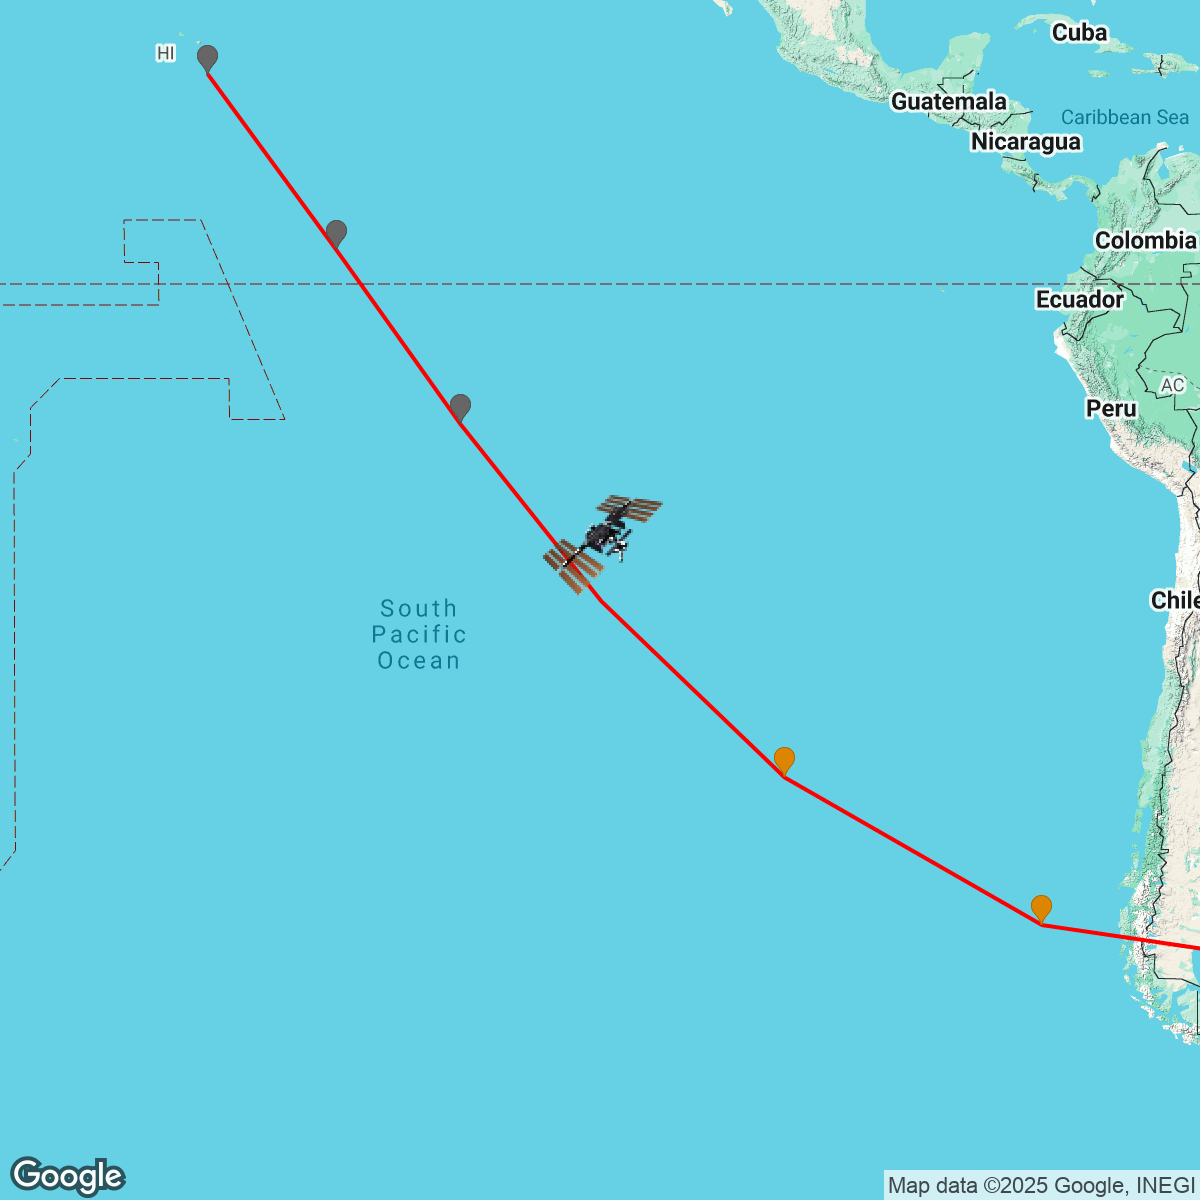 HI
Cuba
Guatemala
Caribbean Sea
Nicaragua
Colombia
Ecuador
AC
Peru
Chile
South
Pacific
Ocean
Google
Map data ©2025 Google, INEGI